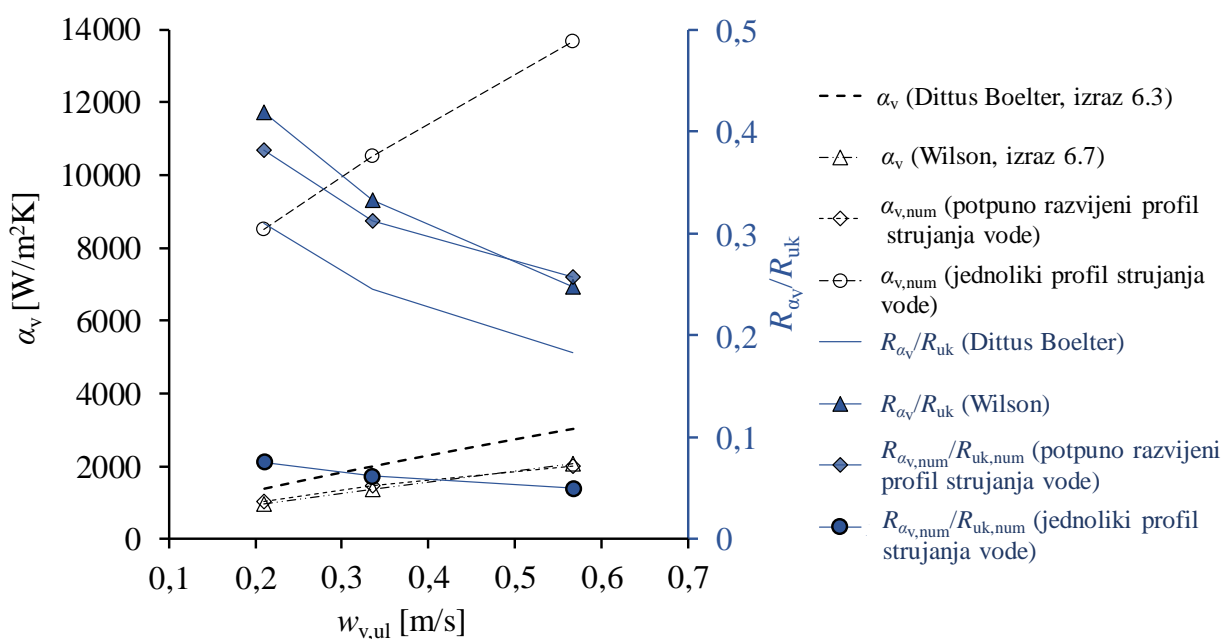 14000
12000
10000
8000
6000
4000
2000
0
α_v [W/m²K]
0,1
0,2
0,3
0,4
0,5
0,6
0,7
w_v,ul [m/s]
0,5
0,4
0,3
0,2
0,1
0
R_αv/R_uk
α_v (Dittus Boelter, izraz 6.3)
α_v (Wilson, izraz 6.7)
α_v,num (potpuno razvijeni profil
strujanja vode)
α_v,num (jednoliki profil strujanja
vode)
R_αv/R_uk (Dittus Boelter)
R_αv/R_uk (Wilson)
R_αv,num/R_uk,num (potpuno razvijeni
profil strujanja vode)
R_αv,num/R_uk,num (jednoliki profil
strujanja vode)